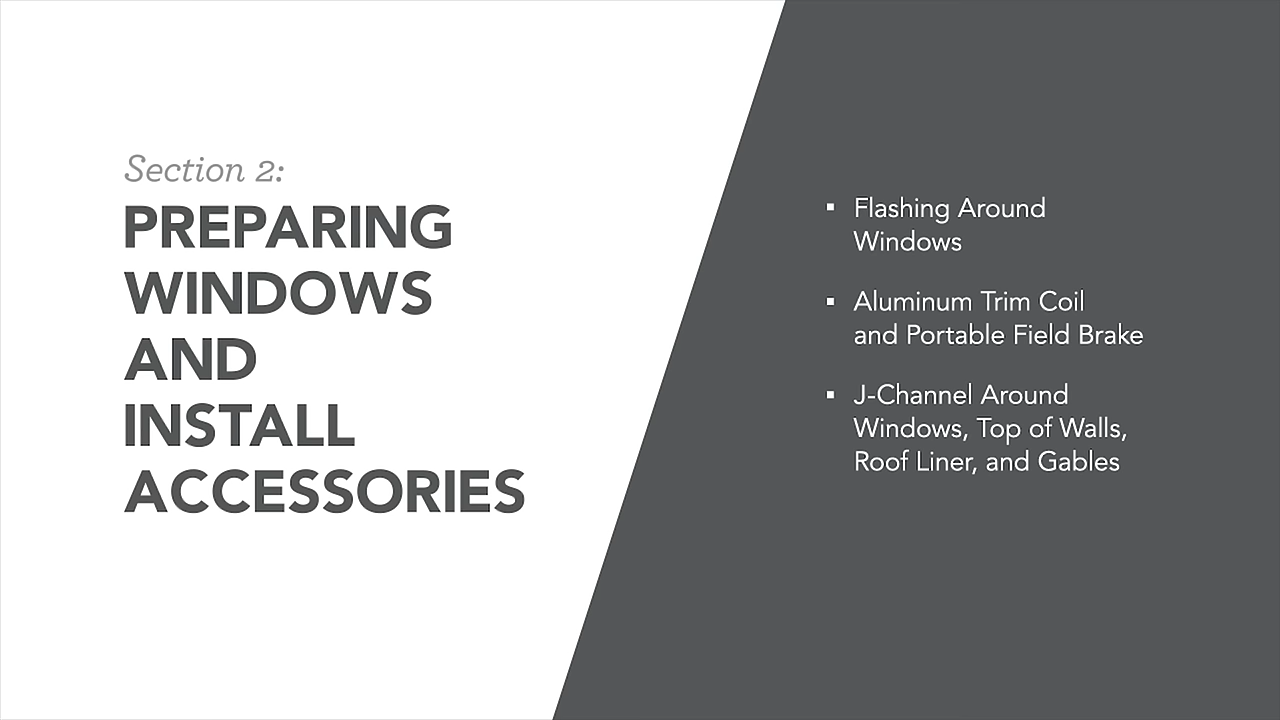 Section 2:
PREPARING
WINDOWS
AND
INSTALL
ACCESSORIES
▪ Flashing Around
Windows
▪ Aluminum Trim Coil
and Portable Field Brake
▪ J-Channel Around
Windows, Top of Walls,
Roof Liner, and Gables